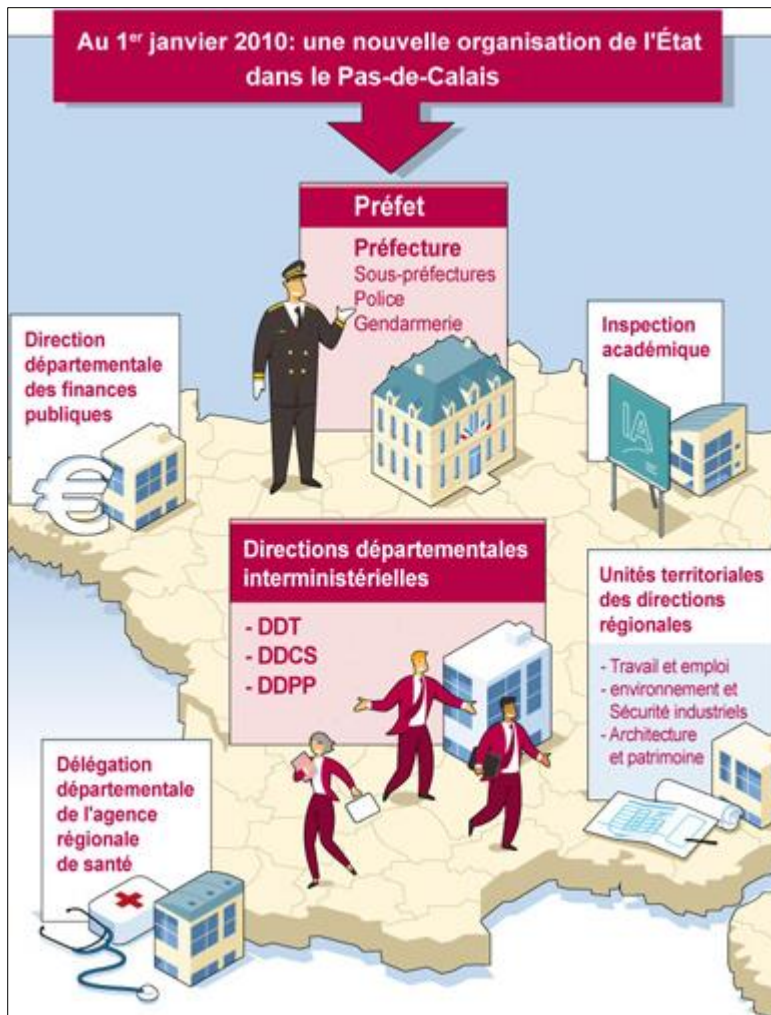 Au 1er janvier 2010: une nouvelle organisation de l'État
dans le Pas-de-Calais
Préfet
Préfecture
Sous-préfectures
Police
Gendarmerie
Direction
départementale
des finances
publiques
€
Inspection
académique
IA
Directions départementales
interministérielles
- DDT
- DDCS
- DDPP
Unités territoriales
des directions
régionales
- Travail et emploi
- environnement et
Sécurité industriels
- Architecture
et patrimoine
Délégation
départementale
de l'agence
régionale
de santé